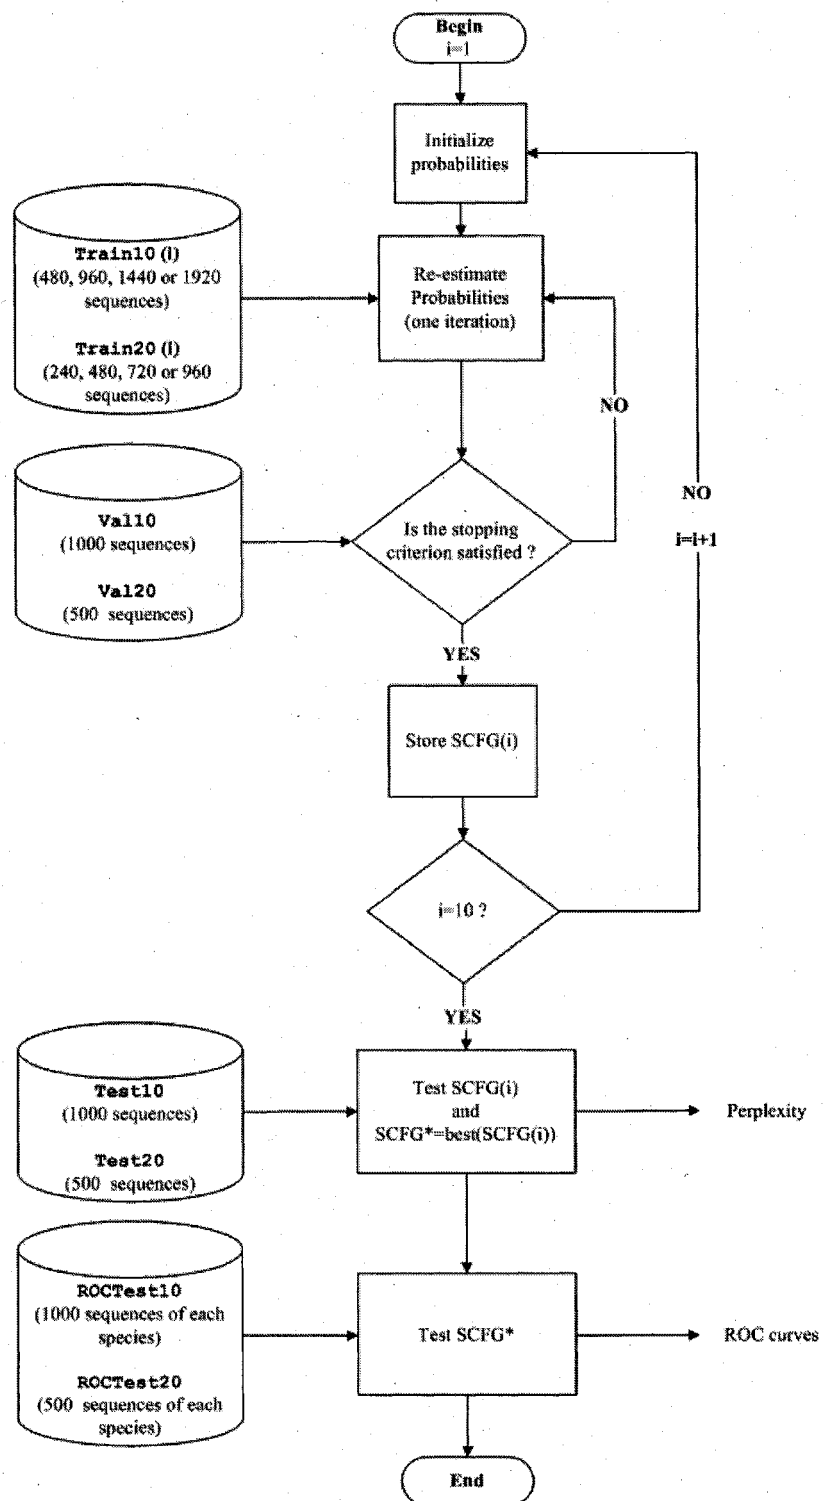 Begin
i=1
Initialize
probabilities
Train10 (i)
(480, 960, 1440 or 1920
sequences)
Train20 (i)
(240, 480, 720 or 960
sequences)
Re-estimate
Probabilities
(one iteration)
NO
NO
i=i+1
Val10
(1000 sequences)
Val20
(500 sequences)
Is the stopping
criterion satisfied ?
YES
Store SCFG(i)
i=10 ?
YES
Test10
(1000 sequences)
Test20
(500 sequences)
Test SCFG(i)
and
SCFG*=best(SCFG(i))
Perplexity
ROCTest10
(1000 sequences of each
species)
ROCTest20
(500 sequences of each
species)
Test SCFG*
ROC curves
End